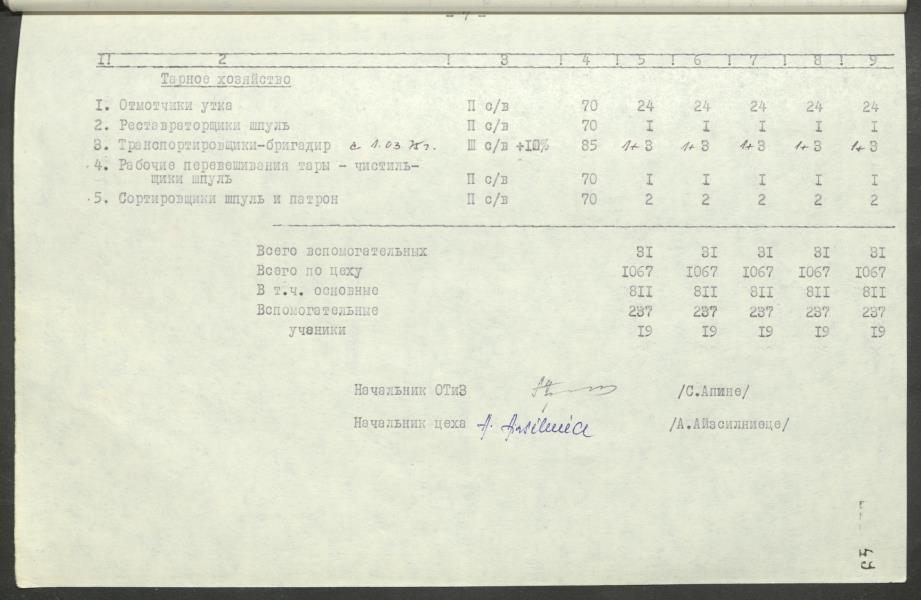 - 7 -
I! 2 ! 3 ! 4 ! 5 ! 6 ! 7 ! 8 ! 9
Тарное хозяйство
I. Отмотчики утка П с/в 70 24 24 24 24 24
2. Реставраторщики шпуль П с/в 70 I I I I I
3. Транспортировщики-бригадир с 1.03.75г. Ш с/в +10% 85 1+3 1+3 1+3 1+3 1+3
4. Рабочие перевешивания тары - чистиль-
щики шпуль П с/в 70 I I I I I
5. Сортировщики шпуль и патрон П с/в 70 2 2 2 2 2
Всего вспомогательных 3I 3I 3I 3I 3I
Всего по цеху I067 I067 I067 I067 I067
В т.ч. основные 8II 8II 8II 8II 8II
Вспомогательные 237 237 237 237 237
ученики I9 I9 I9 I9 I9
Начальник ОТиЗ /С.Апине/
Начальник цеха /А.Айзсилниеце/